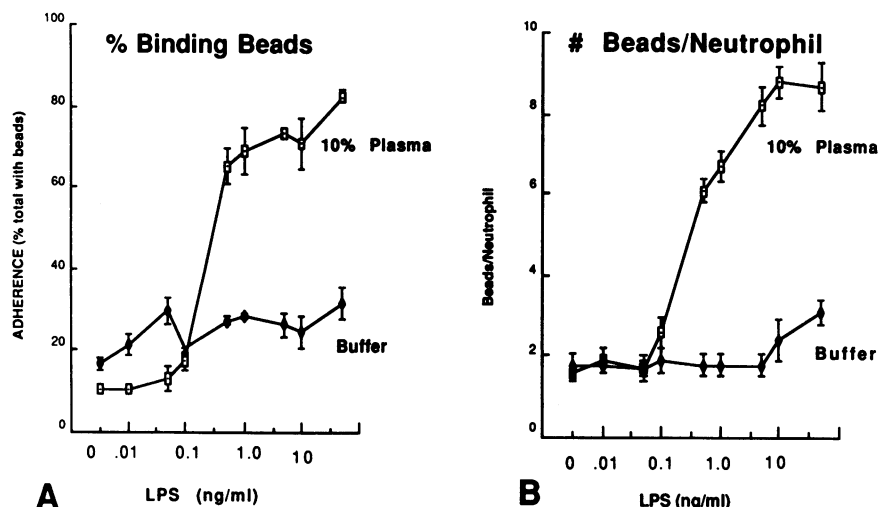 % Binding Beads
100
80
60
40
20
0
ADHERENCE (% total with beads)
10% Plasma
Buffer
0 .01 0.1 1.0 10
LPS (ng/ml)
A
# Beads/Neutrophil
10
8
6
4
2
0
Beads/Neutrophil
10% Plasma
Buffer
0 .01 0.1 1.0 10
LPS (ng/ml)
B